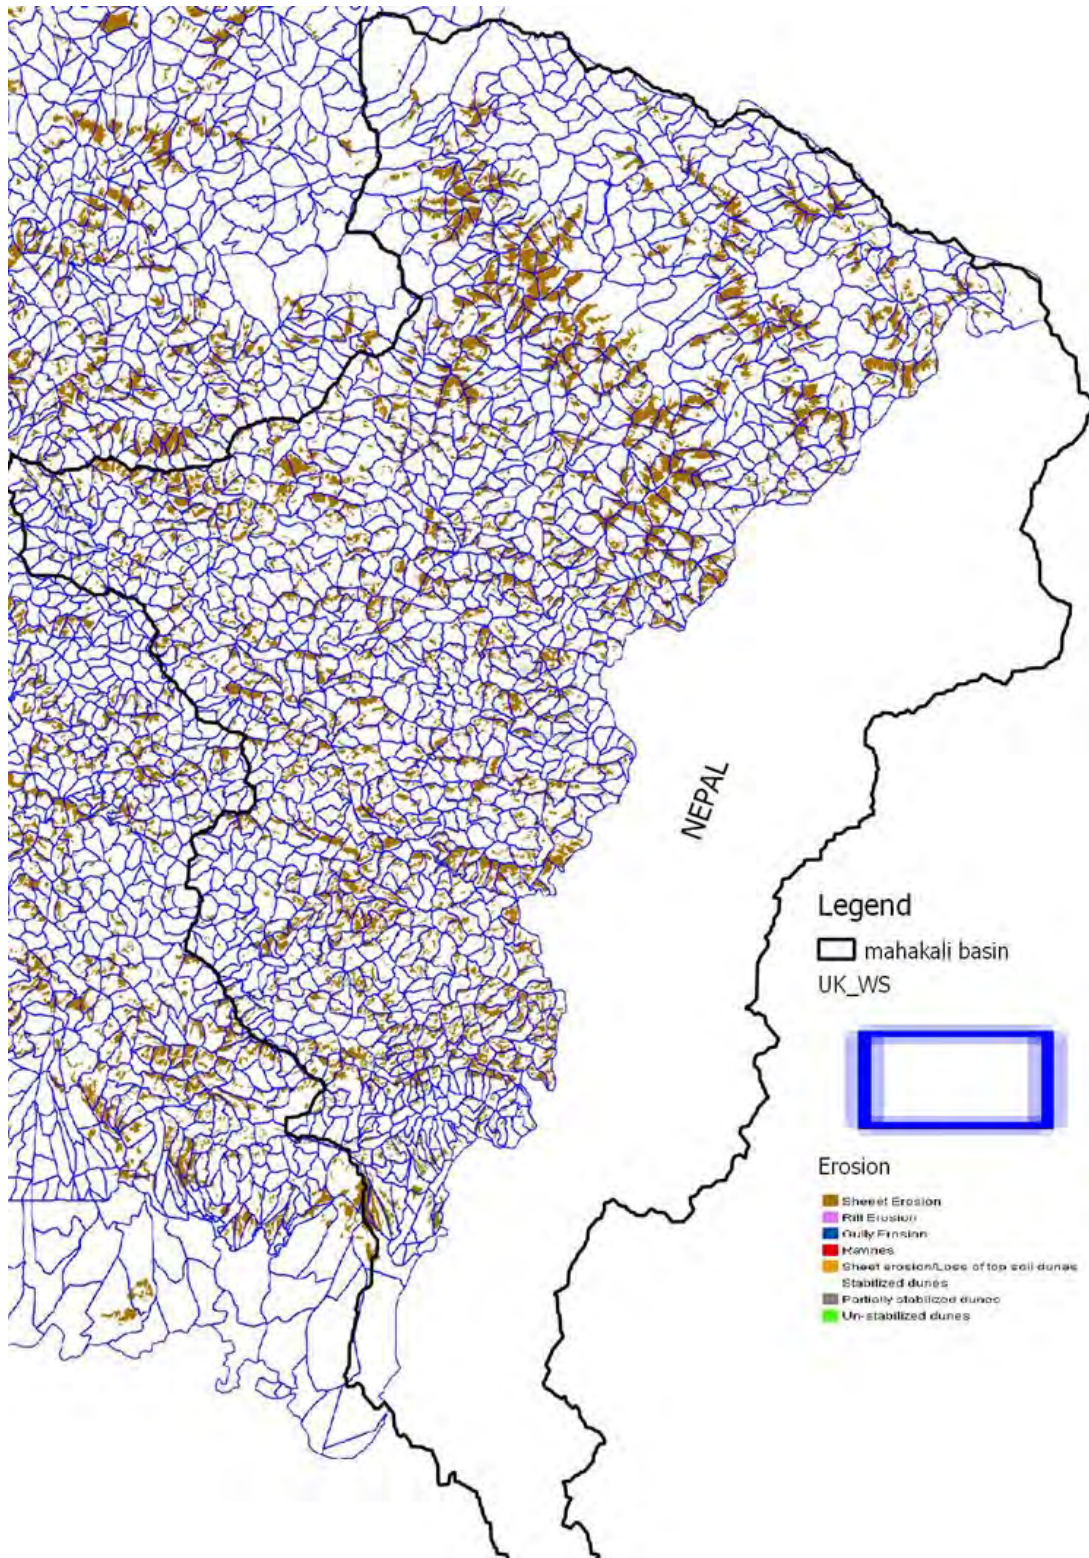 NEPAL
Legend
mahakali basin
UK_WS
Erosion
Sheeet Erosion
Rill Erosion
Gully Erosion
Ravines
Sheet erosion/Loss of top soil dunes
Stabilized dunes
Partially stabilized dunes
Un-stabilized dunes